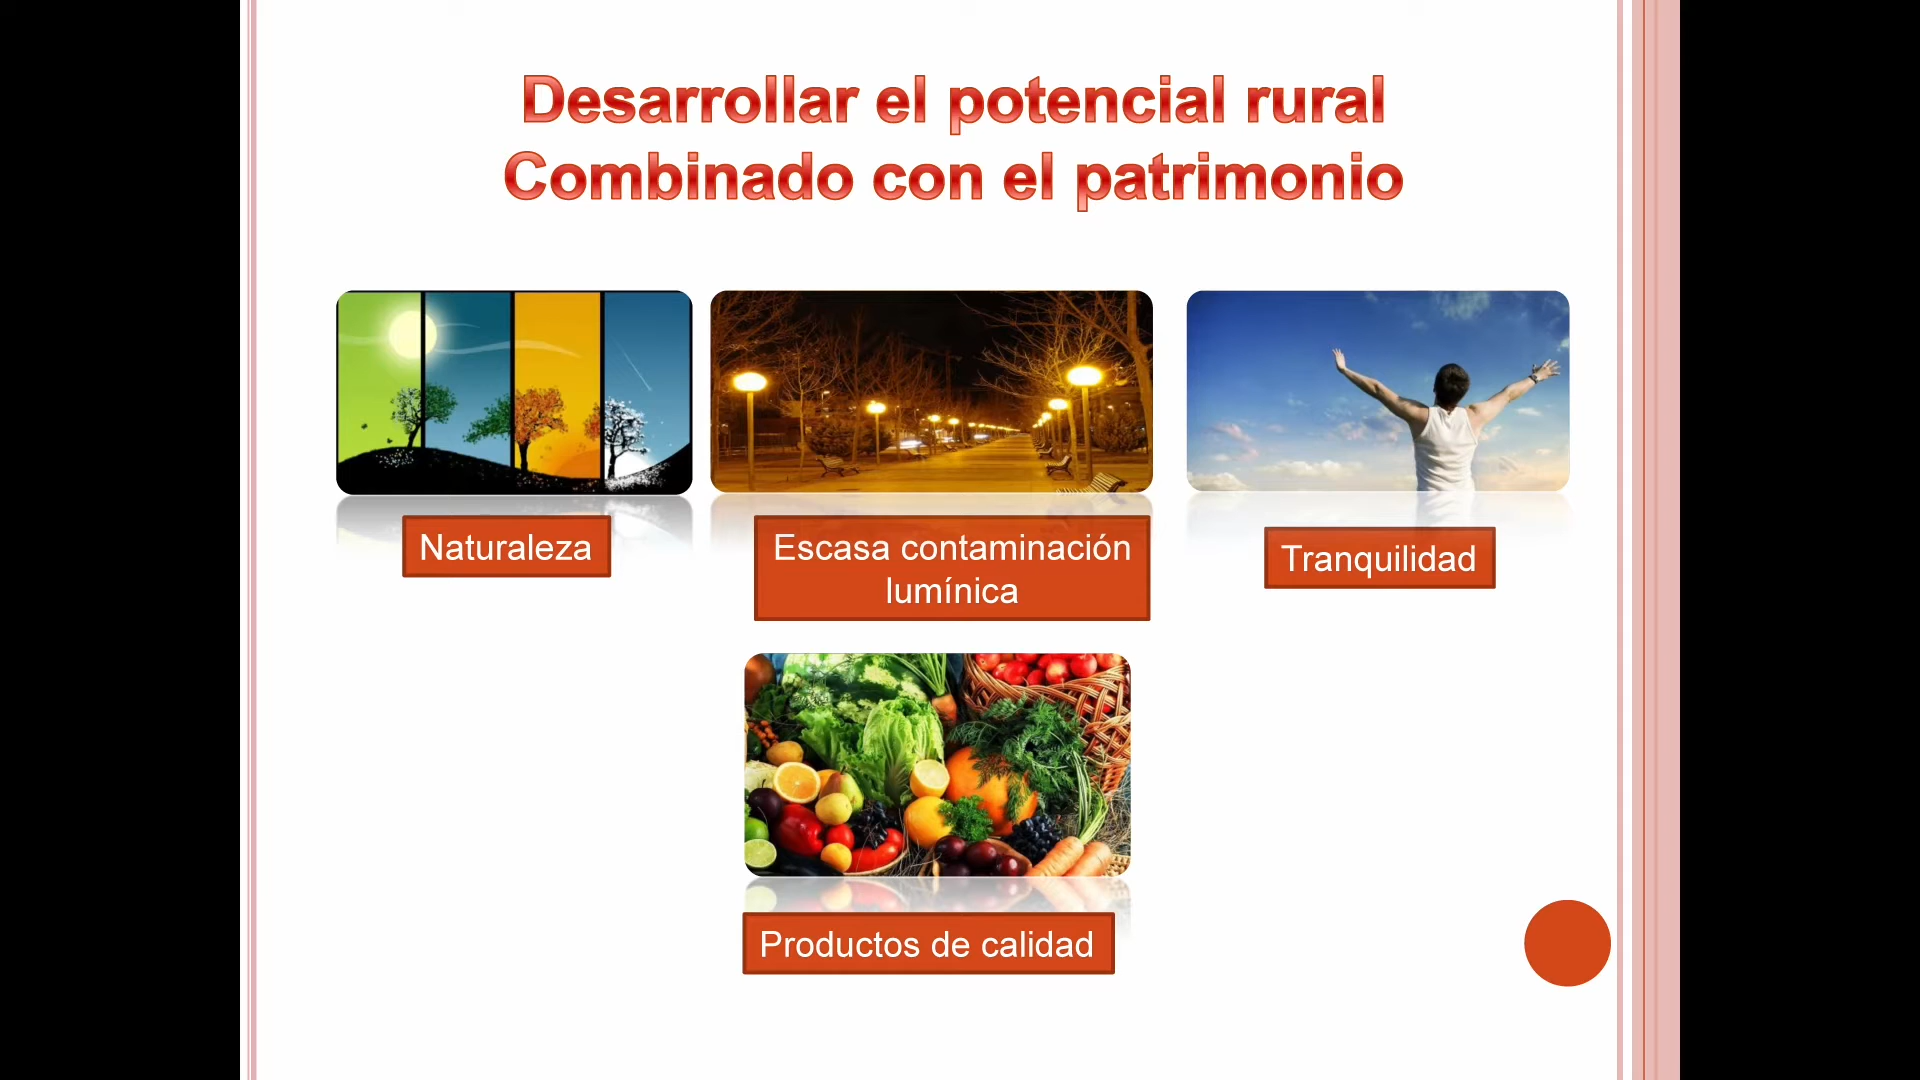 Desarrollar el potencial rural
Combinado con el patrimonio
Naturaleza
Escasa contaminación
lumínica
Tranquilidad
Productos de calidad